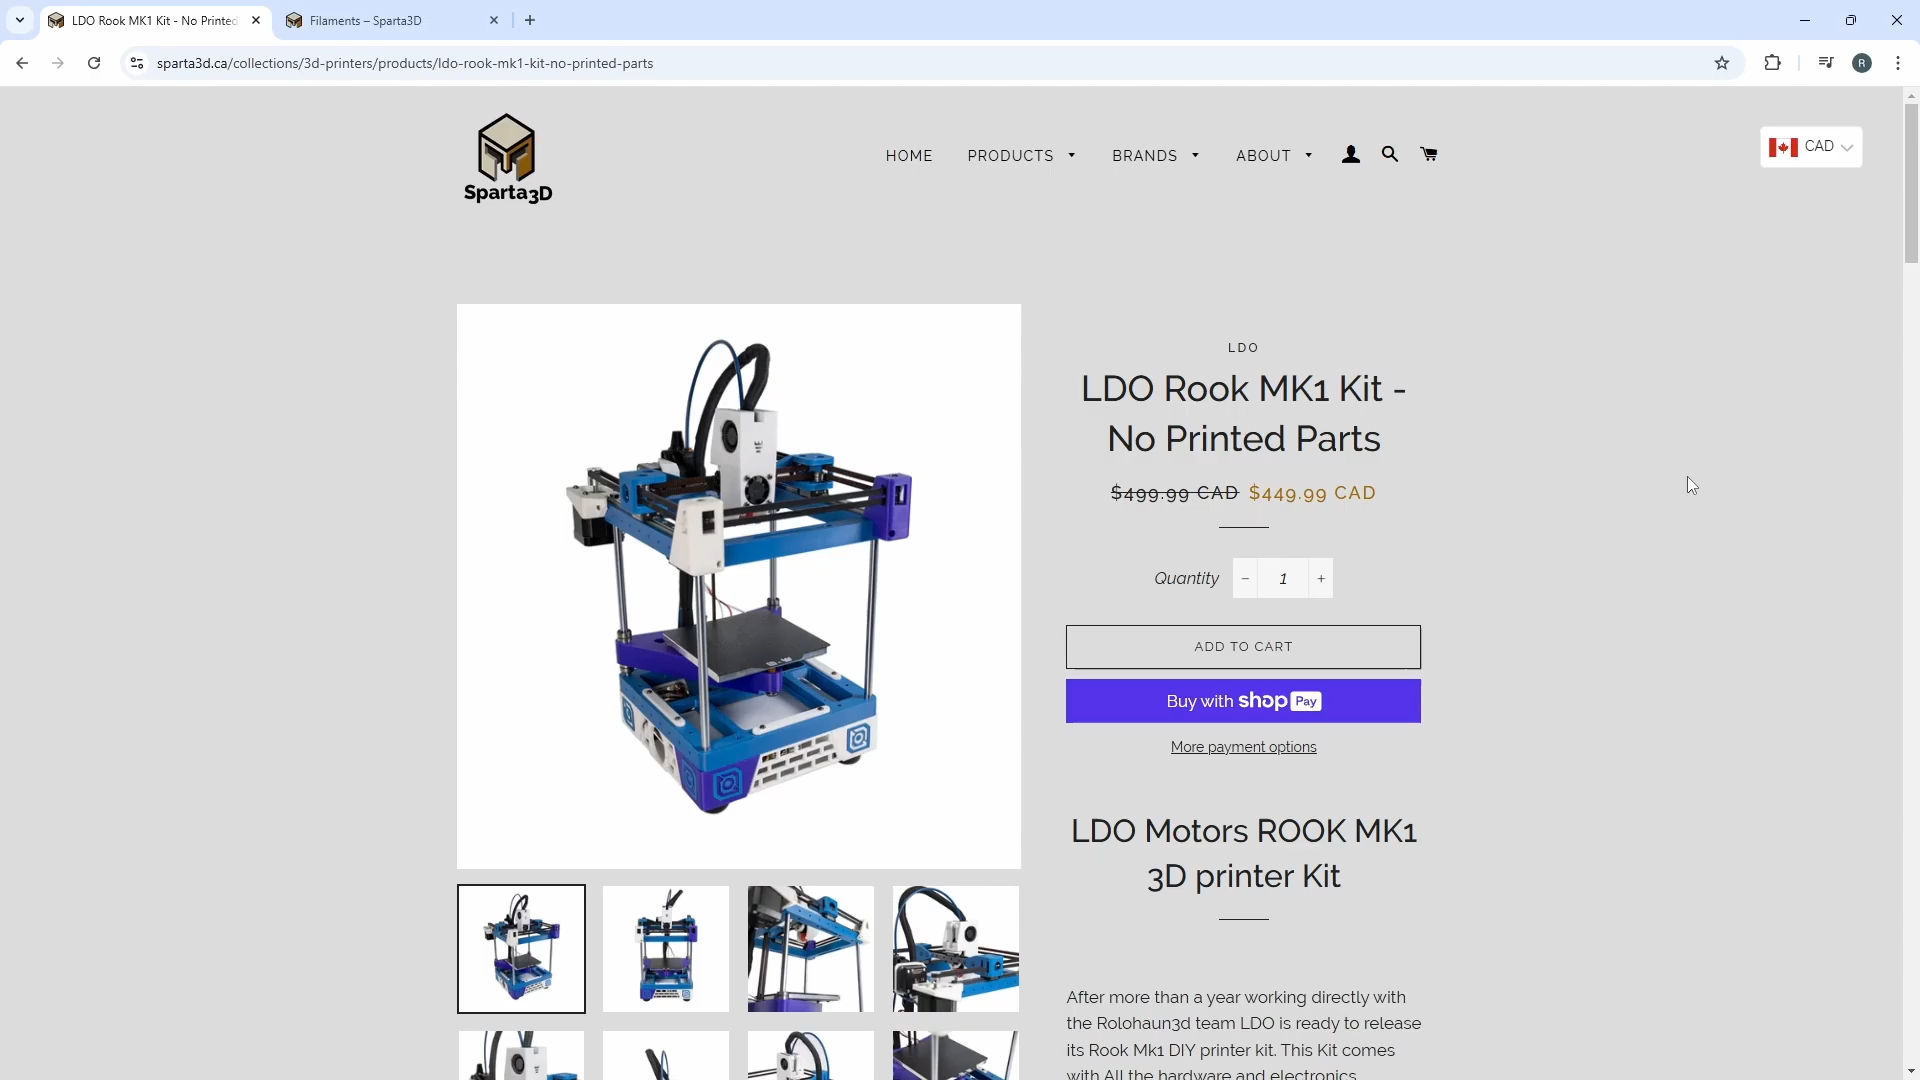 LDO Rook MK1 Kit - No Printed
Filaments – Sparta3D
sparta3d.ca/collections/3d-printers/products/ldo-rook-mk1-kit-no-printed-parts
R
Sparta3D
HOME
PRODUCTS
BRANDS
ABOUT
CAD
LDO
LDO Rook MK1 Kit -
No Printed Parts
$499.99 CAD $449.99 CAD
Quantity
− 1 +
ADD TO CART
Buy with shop Pay
More payment options
LDO Motors ROOK MK1
3D printer Kit
After more than a year working directly with
the Rolohaun3d team LDO is ready to release
its Rook Mk1 DIY printer kit. This Kit comes
with All the hardware and electronics